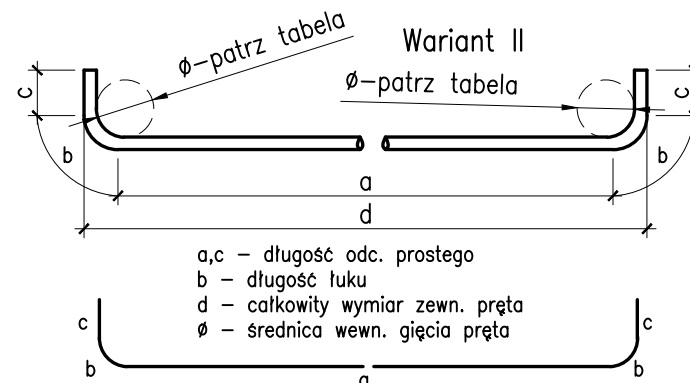 Wariant II
ø-patrz tabela
ø-patrz tabela
c
c
b
b
a
d
a,c - długość odc. prostego
b - długość łuku
d - całkowity wymiar zewn. pręta
ø - średnica wewn. gięcia pręta
c
c
b
b
a